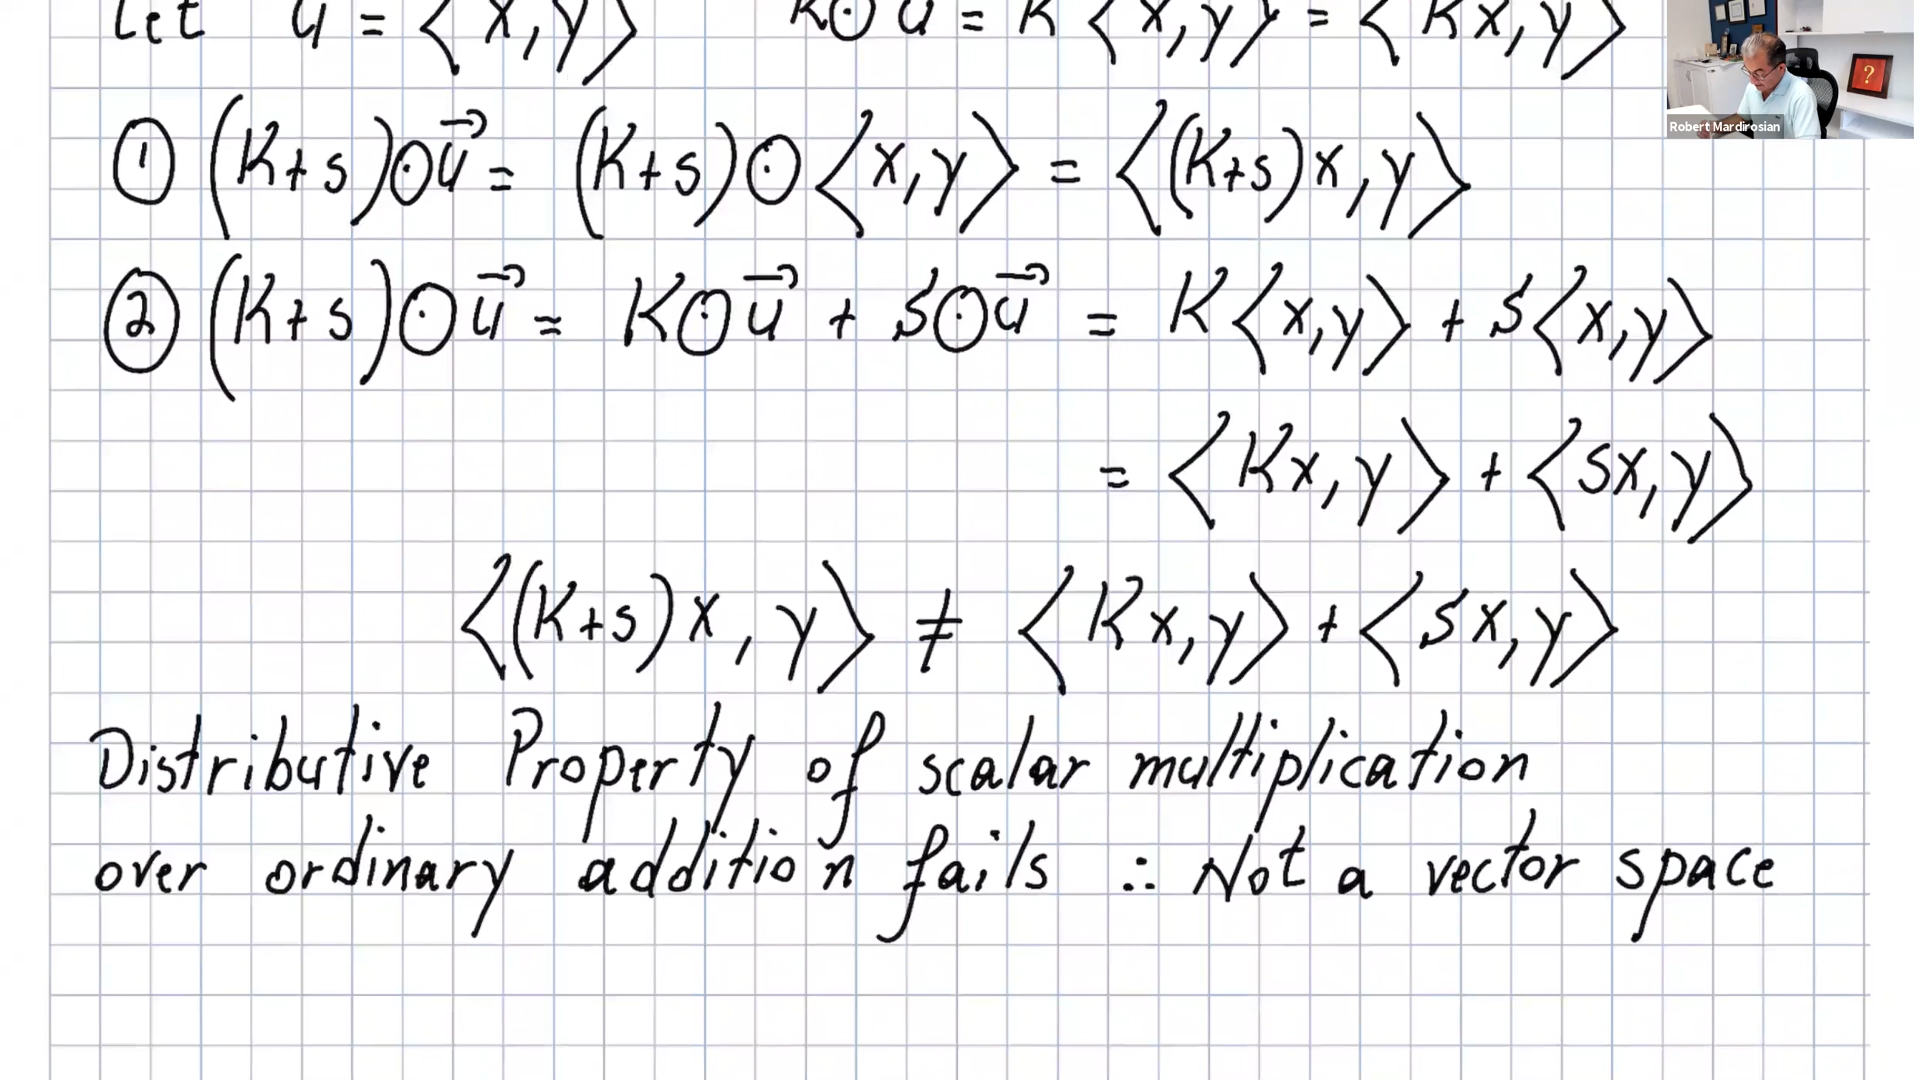 Let u = ⟨x, y⟩ K⊙u = K⟨x, y⟩ = ⟨Kx, y⟩
① (K+s)⊙u⃗ = (K+s)⊙⟨x, y⟩ = ⟨(K+s)x, y⟩
② (K+s)⊙u⃗ = K⊙u⃗ + s⊙u⃗ = K⟨x, y⟩ + s⟨x, y⟩
= ⟨Kx, y⟩ + ⟨sx, y⟩
⟨(K+s)x, y⟩ ≠ ⟨Kx, y⟩ + ⟨sx, y⟩
Distributive Property of scalar multiplication
over ordinary addition fails ∴ Not a vector space
?
Robert Mardirosian